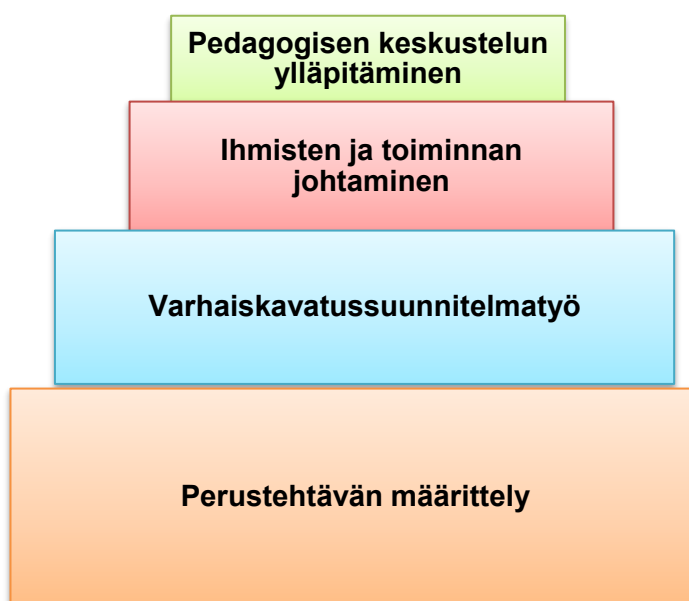 Pedagogisen keskustelun
ylläpitäminen
Ihmisten ja toiminnan
johtaminen
Varhaiskavatussuunnitelmatyö
Perustehtävän määrittely